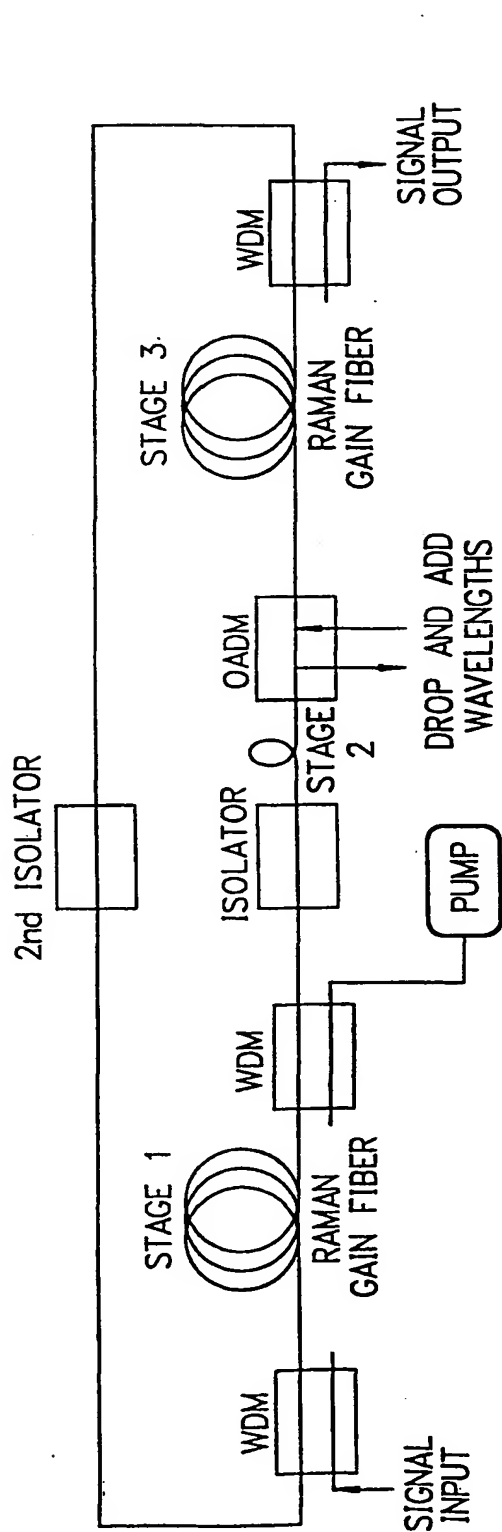 2nd ISOLATOR
WDM
SIGNAL
INPUT
STAGE 1
RAMAN
GAIN FIBER
WDM
PUMP
ISOLATOR
STAGE
2
OADM
DROP AND ADD
WAVELENGTHS
STAGE 3
RAMAN
GAIN FIBER
WDM
SIGNAL
OUTPUT